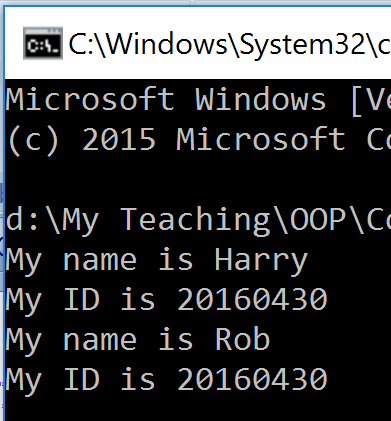 C:\Windows\System32\c
Microsoft Windows [Ve
(c) 2015 Microsoft Co
d:\My Teaching\OOP\Co
My name is Harry
My ID is 20160430
My name is Rob
My ID is 20160430